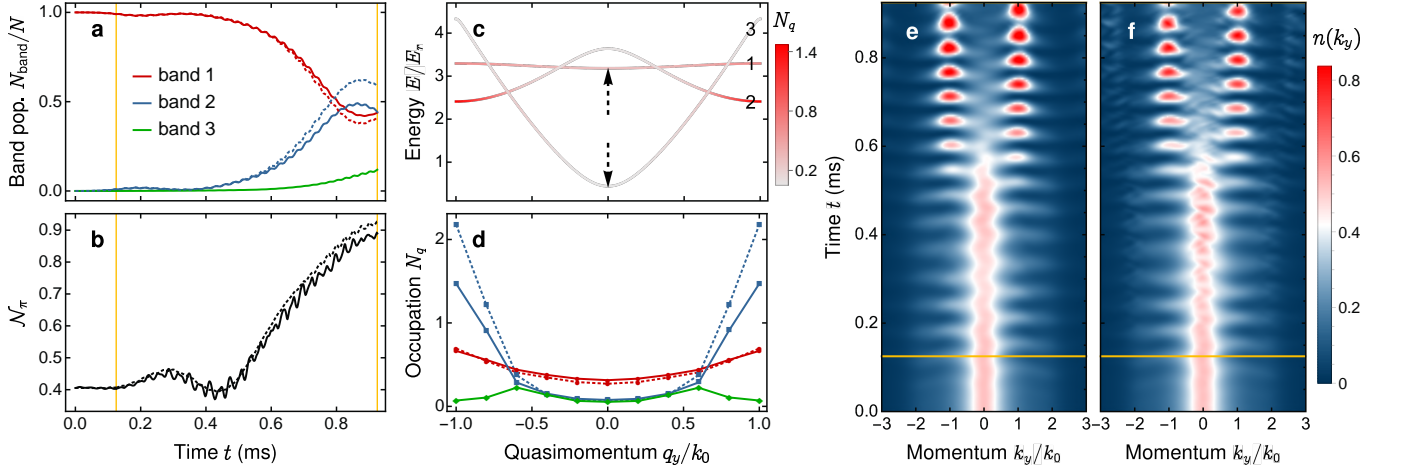 a
Band pop. N_band/N
1.0
0.5
0.0
band 1
band 2
band 3
b
𝒩_π
0.9
0.8
0.7
0.6
0.5
0.4
0.0 0.2 0.4 0.6 0.8
Time t (ms)
c
Energy E/E_r
4
3
2
1
3
1
2
N_q
1.4
0.8
0.2
d
Occupation N_q
2
1
0
−1.0 −0.5 0.0 0.5 1.0
Quasimomentum q_y/k_0
e
Time t (ms)
0.8
0.6
0.4
0.2
0.0
−3 −2 −1 0 1 2 3
Momentum k_y/k_0
f
−3 −2 −1 0 1 2 3
Momentum k_y/k_0
n(k_y)
0.8
0.6
0.4
0.2
0